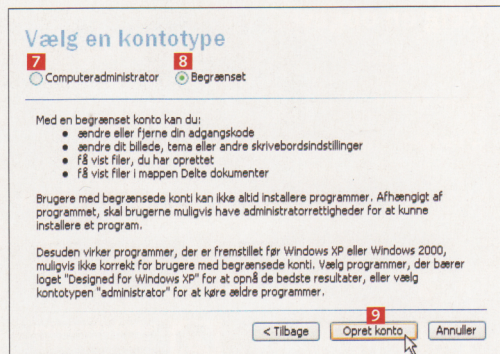 Vælg en kontotype
7 8
Computeradministrator Begrænset
Med en begrænset konto kan du:
• ændre eller fjerne din adgangskode
• ændre dit billede, tema eller andre skrivebordsindstillinger
• få vist filer, du har oprettet
• få vist filer i mappen Delte dokumenter
Brugere med begrænsede konti kan ikke altid installere programmer. Afhængigt af
programmet, skal brugerne muligvis have administratorrettigheder for at kunne
installere et program.
Desuden virker programmer, der er fremstillet før Windows XP eller Windows 2000,
muligvis ikke korrekt for brugere med begrænsede konti. Vælg programmer, der bærer
loget "Designed for Windows XP" for at opnå de bedste resultater, eller vælg
kontotypen "administrator" for at køre ældre programmer.
9
< Tilbage Opret konto Annuller